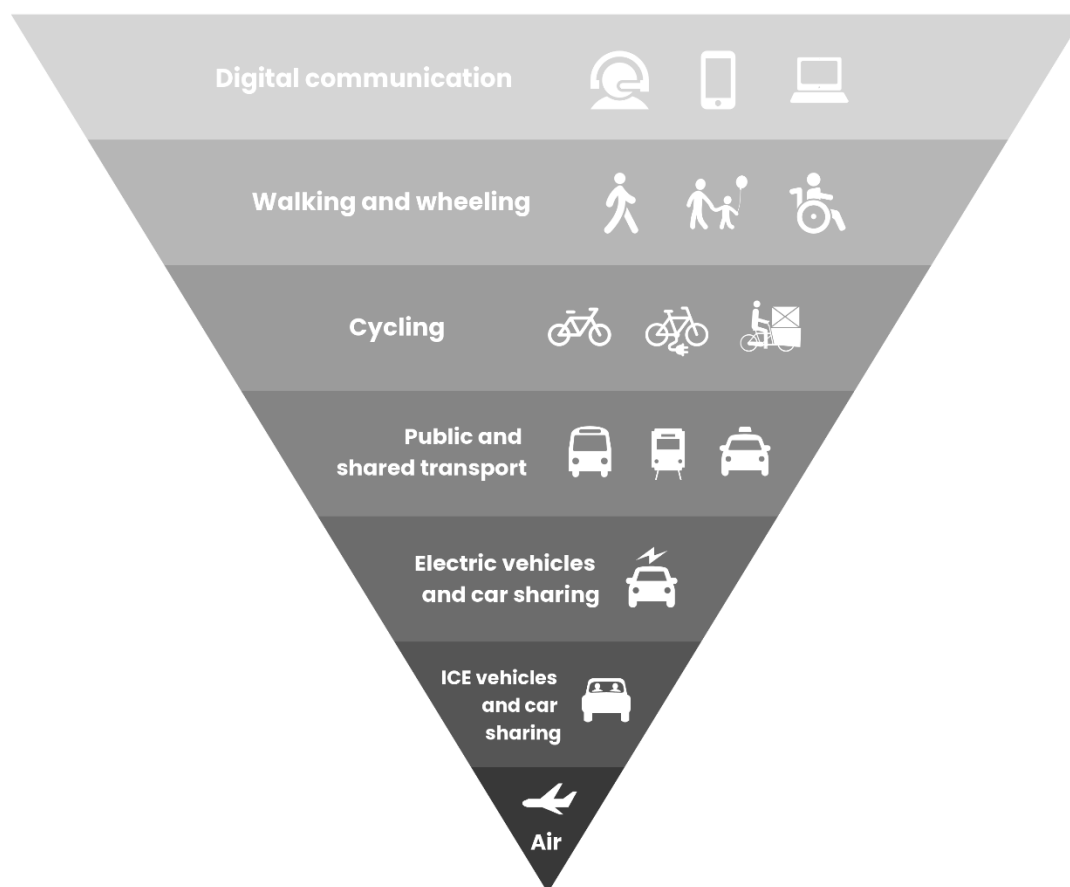 Digital communication
Walking and wheeling
Cycling
Public and
shared transport
Electric vehicles
and car sharing
ICE vehicles
and car
sharing
Air